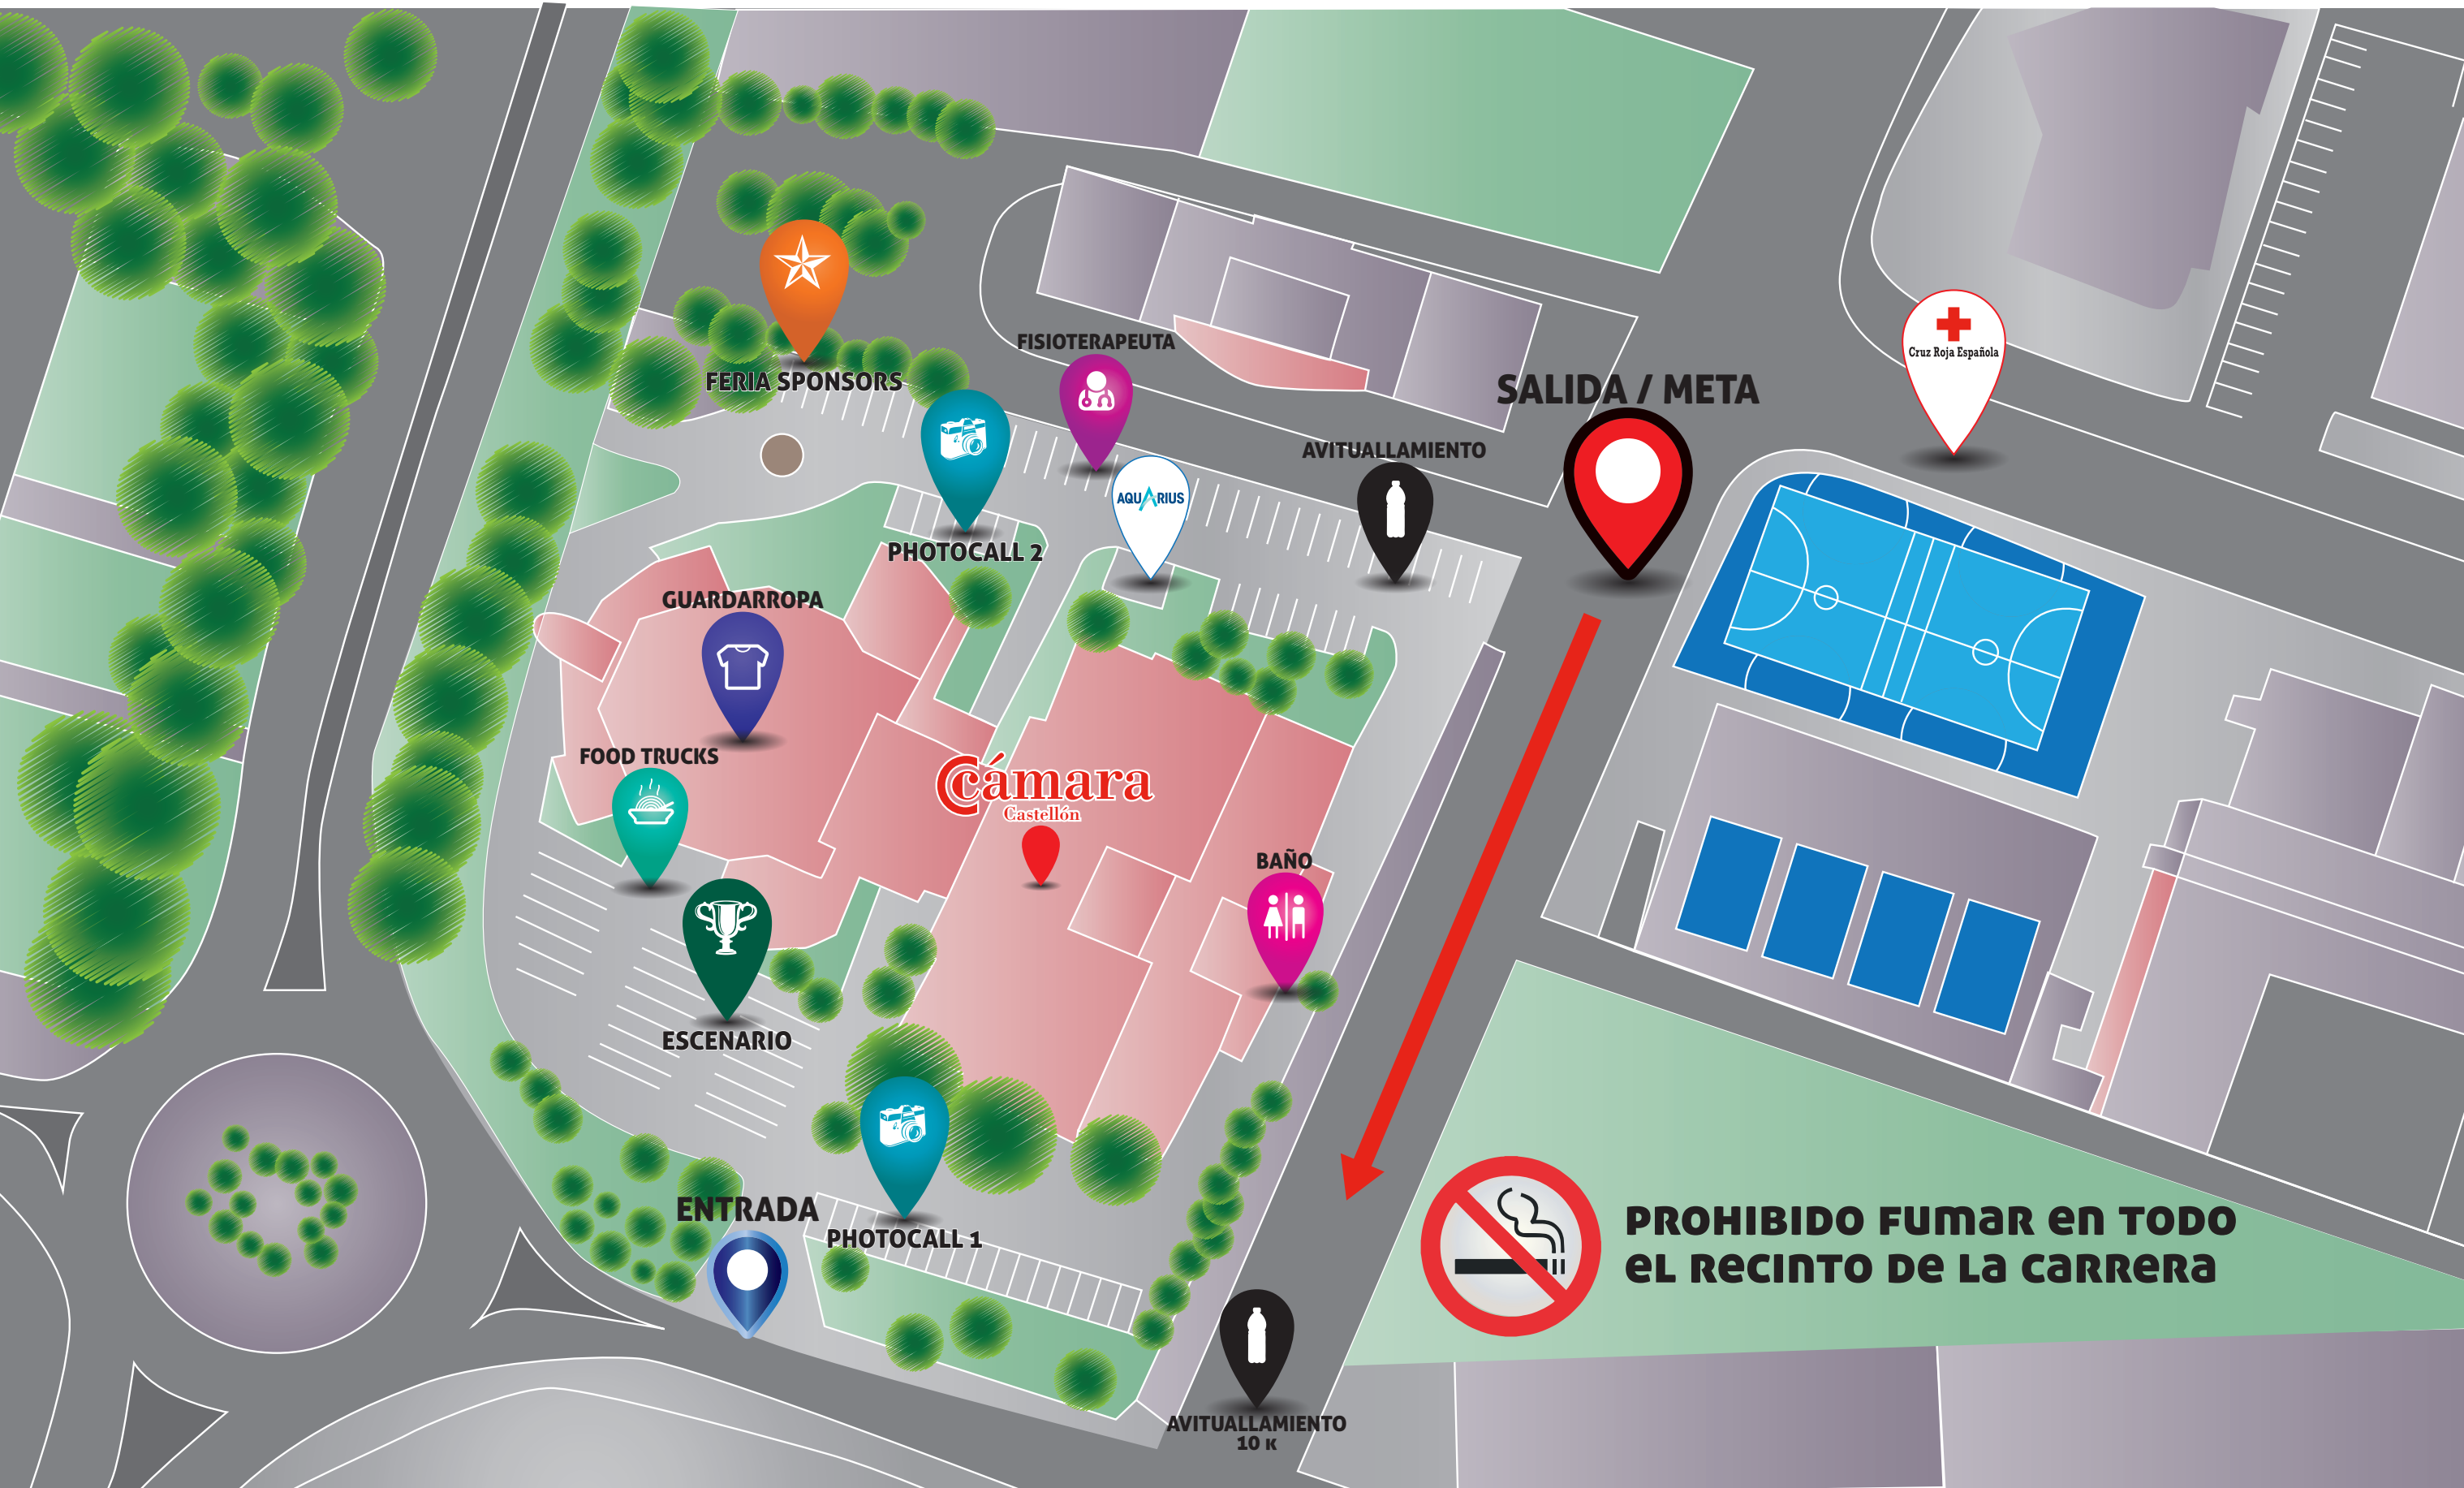 FISIOTERAPEUTA
Cruz Roja Española
FERIA SPONSORS
SALIDA / META
AVITUALLAMIENTO
AQUARIUS
PHOTOCALL 2
GUARDARROPA
FOOD TRUCKS
cámara
Castellón
BAÑO
ESCENARIO
ENTRADA
PHOTOCALL 1
PROHIBIDO FUMAR EN TODO
EL RECINTO DE LA CARRERA
AVITUALLAMIENTO
10 K